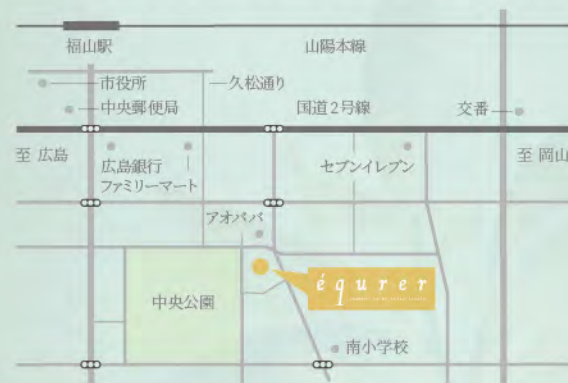 福山駅
山陽本線
市役所
久松通り
中央郵便局
国道2号線
交番
至 広島
広島銀行
ファミリーマート
セブンイレブン
至 岡山
アオババ
équrer
中央公園
南小学校